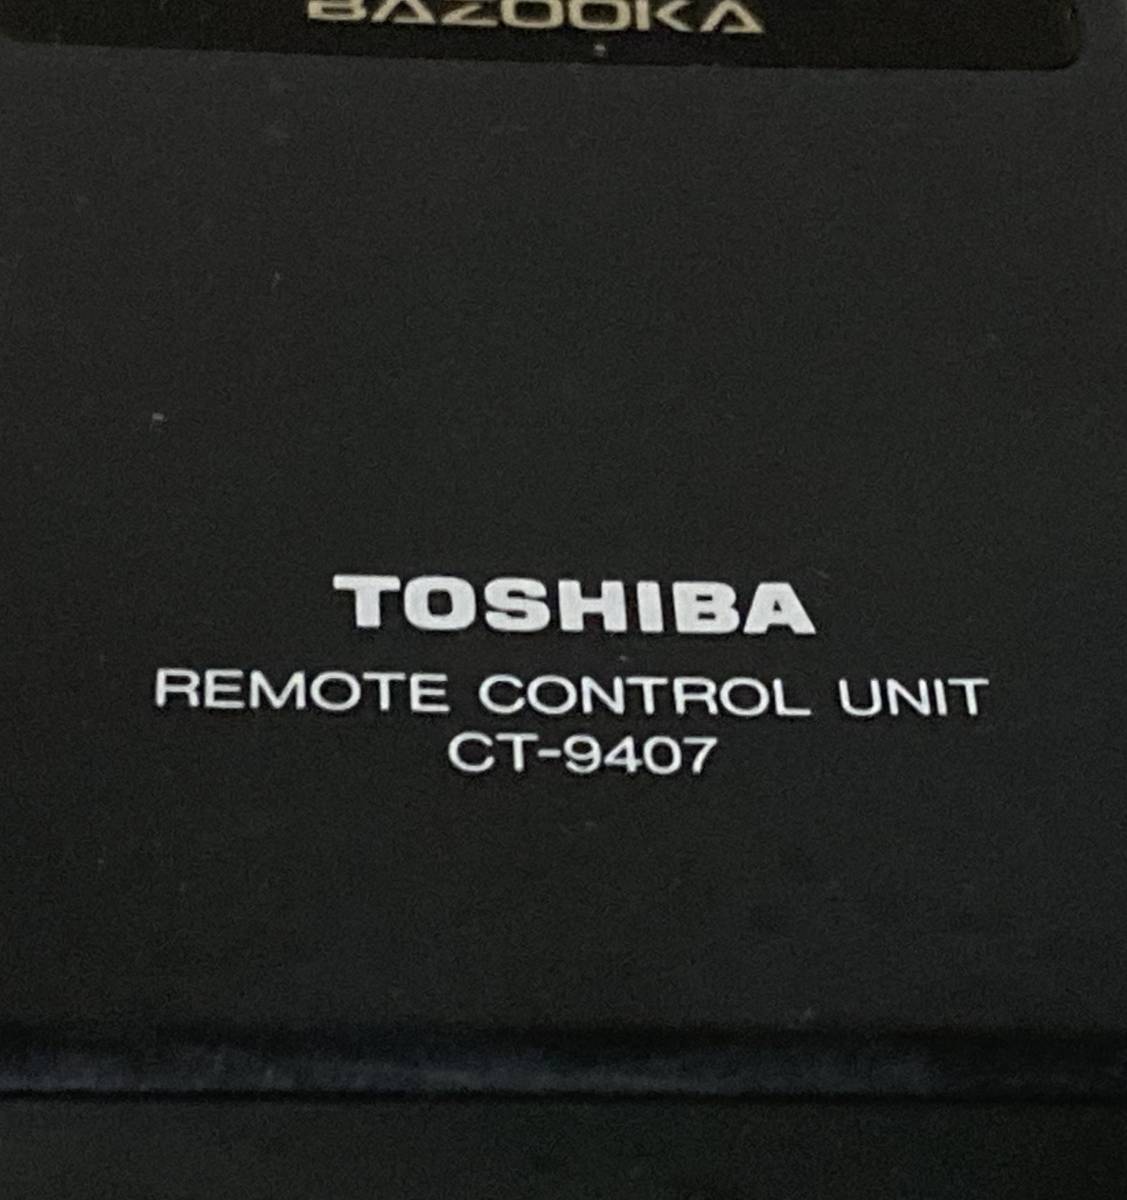 BAZOOKA
TOSHIBA
REMOTE CONTROL UNIT
CT-9407